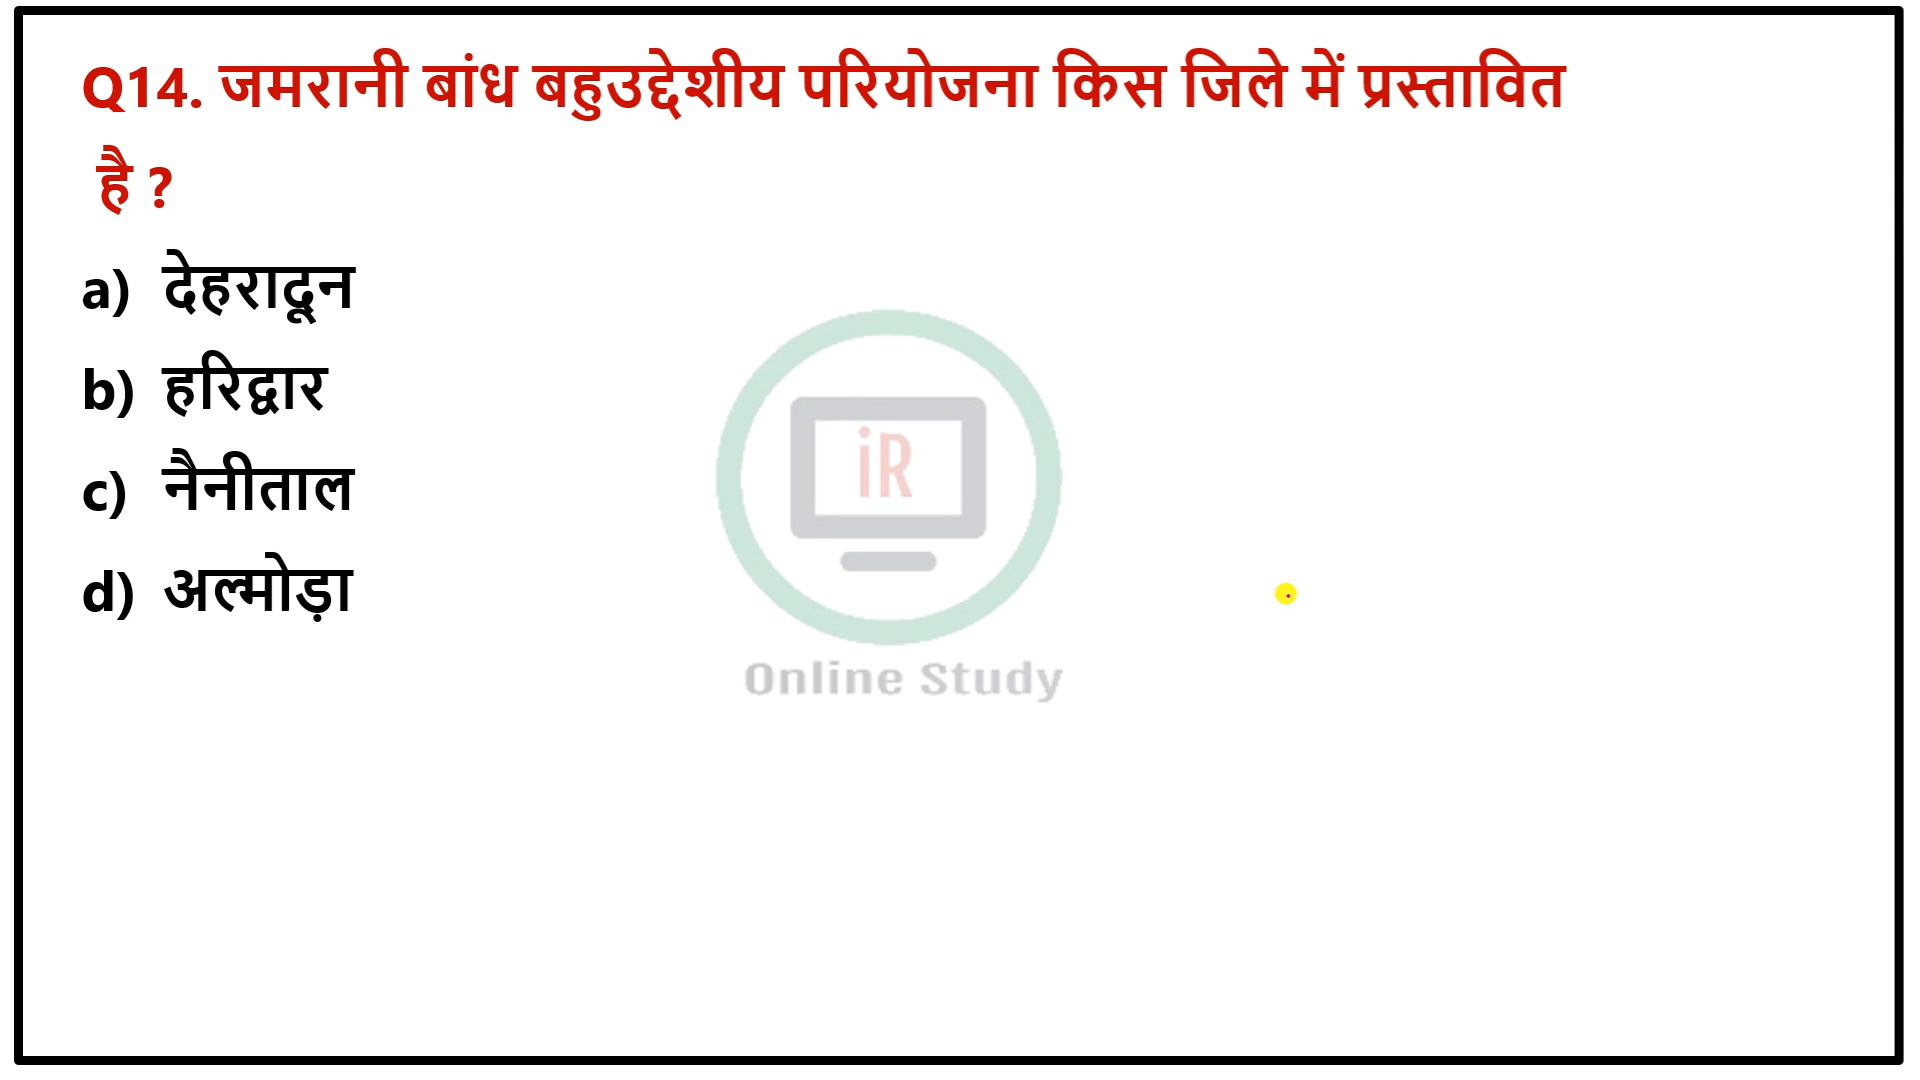 Q14. जमरानी बांध बहुउद्देशीय परियोजना किस जिले में प्रस्तावित
है ?
a) देहरादून
b) हरिद्वार
c) नैनीताल
d) अल्मोड़ा
iR
Online Study